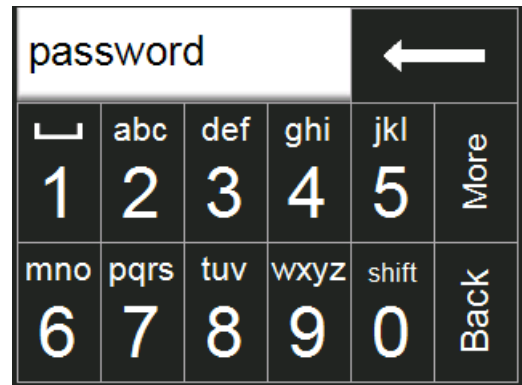 password
abc def ghi jkl
1 2 3 4 5 More
mno pqrs tuv wxyz shift
6 7 8 9 0 Back